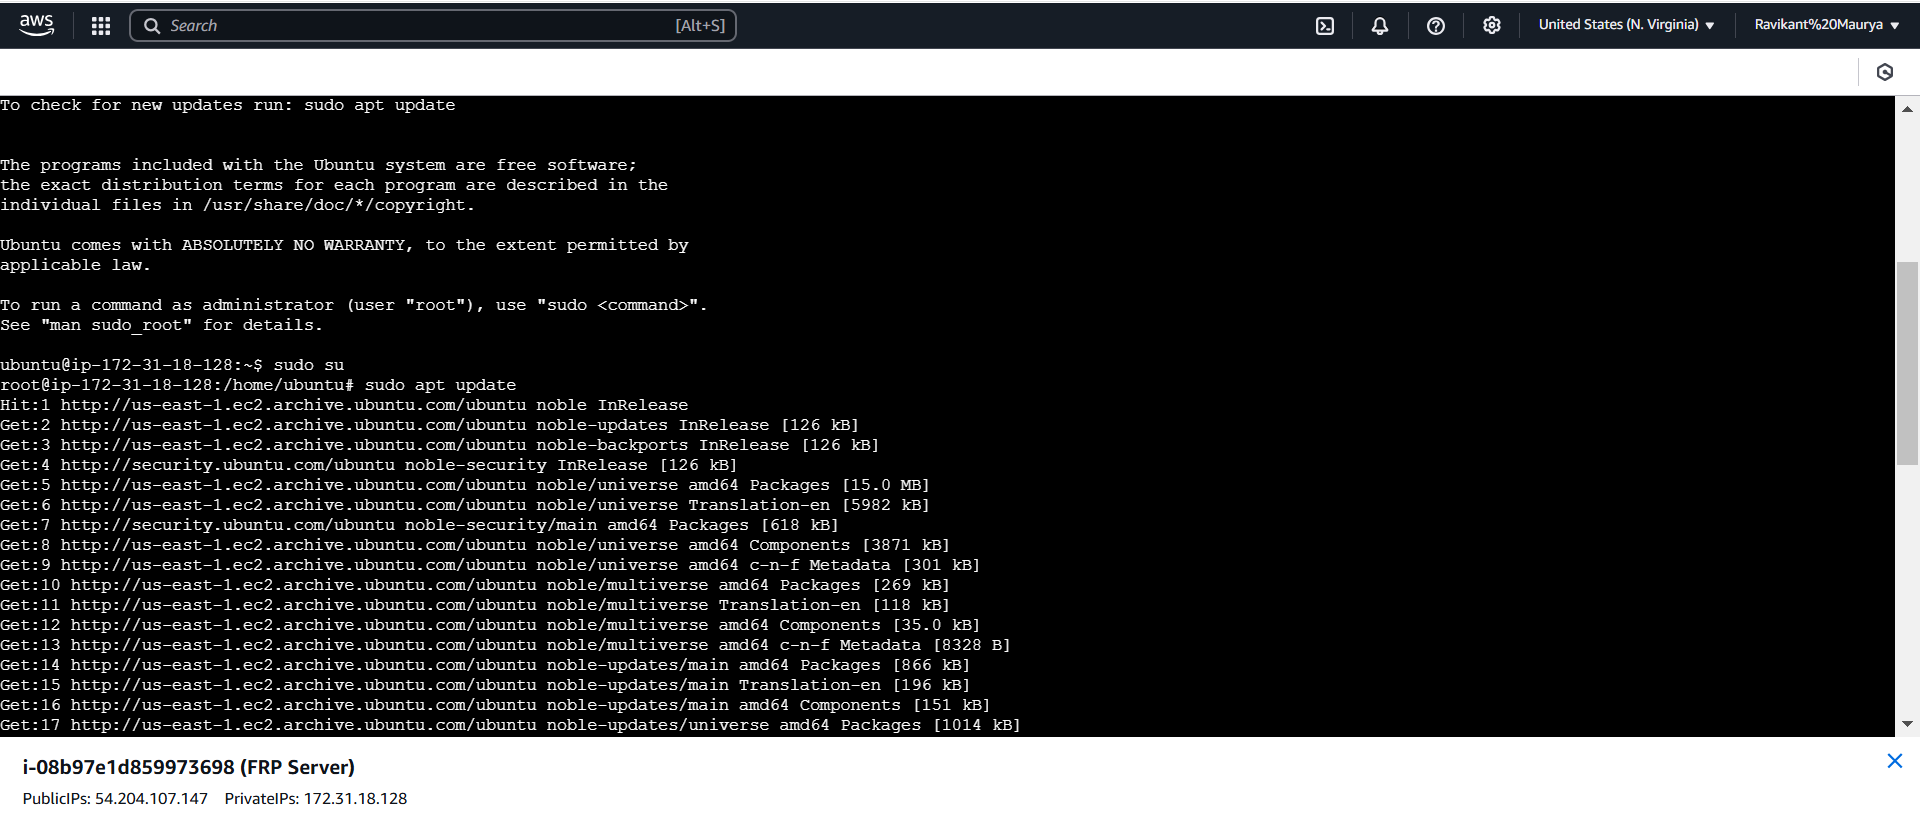 aws
Search [Alt+S]
United States (N. Virginia)
Ravikant%20Maurya
To check for new updates run: sudo apt update
The programs included with the Ubuntu system are free software;
the exact distribution terms for each program are described in the
individual files in /usr/share/doc/*/copyright.
Ubuntu comes with ABSOLUTELY NO WARRANTY, to the extent permitted by
applicable law.
To run a command as administrator (user "root"), use "sudo <command>".
See "man sudo_root" for details.
ubuntu@ip-172-31-18-128:~$ sudo su
root@ip-172-31-18-128:/home/ubuntu# sudo apt update
Hit:1 http://us-east-1.ec2.archive.ubuntu.com/ubuntu noble InRelease
Get:2 http://us-east-1.ec2.archive.ubuntu.com/ubuntu noble-updates InRelease [126 kB]
Get:3 http://us-east-1.ec2.archive.ubuntu.com/ubuntu noble-backports InRelease [126 kB]
Get:4 http://security.ubuntu.com/ubuntu noble-security InRelease [126 kB]
Get:5 http://us-east-1.ec2.archive.ubuntu.com/ubuntu noble/universe amd64 Packages [15.0 MB]
Get:6 http://us-east-1.ec2.archive.ubuntu.com/ubuntu noble/universe Translation-en [5982 kB]
Get:7 http://security.ubuntu.com/ubuntu noble-security/main amd64 Packages [618 kB]
Get:8 http://us-east-1.ec2.archive.ubuntu.com/ubuntu noble/universe amd64 Components [3871 kB]
Get:9 http://us-east-1.ec2.archive.ubuntu.com/ubuntu noble/universe amd64 c-n-f Metadata [301 kB]
Get:10 http://us-east-1.ec2.archive.ubuntu.com/ubuntu noble/multiverse amd64 Packages [269 kB]
Get:11 http://us-east-1.ec2.archive.ubuntu.com/ubuntu noble/multiverse Translation-en [118 kB]
Get:12 http://us-east-1.ec2.archive.ubuntu.com/ubuntu noble/multiverse amd64 Components [35.0 kB]
Get:13 http://us-east-1.ec2.archive.ubuntu.com/ubuntu noble/multiverse amd64 c-n-f Metadata [8328 B]
Get:14 http://us-east-1.ec2.archive.ubuntu.com/ubuntu noble-updates/main amd64 Packages [866 kB]
Get:15 http://us-east-1.ec2.archive.ubuntu.com/ubuntu noble-updates/main Translation-en [196 kB]
Get:16 http://us-east-1.ec2.archive.ubuntu.com/ubuntu noble-updates/main amd64 Components [151 kB]
Get:17 http://us-east-1.ec2.archive.ubuntu.com/ubuntu noble-updates/universe amd64 Packages [1014 kB]
i-08b97e1d859973698 (FRP Server)
PublicIPs: 54.204.107.147 PrivateIPs: 172.31.18.128